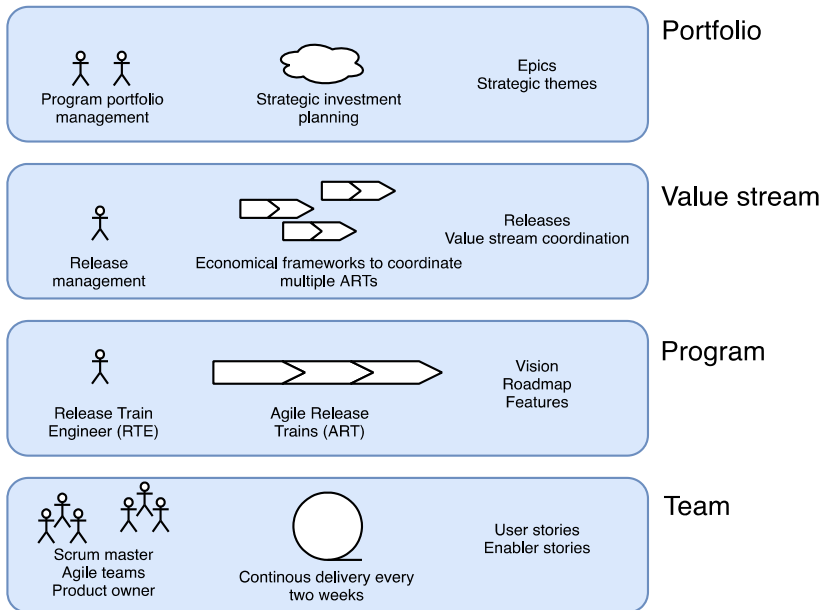 Portfolio
Program portfolio
management
Strategic investment
planning
Epics
Strategic themes
Value stream
Release
management
Economical frameworks to coordinate
multiple ARTs
Releases
Value stream coordination
Program
Release Train
Engineer (RTE)
Agile Release
Trains (ART)
Vision
Roadmap
Features
Team
Scrum master
Agile teams
Product owner
Continous delivery every
two weeks
User stories
Enabler stories